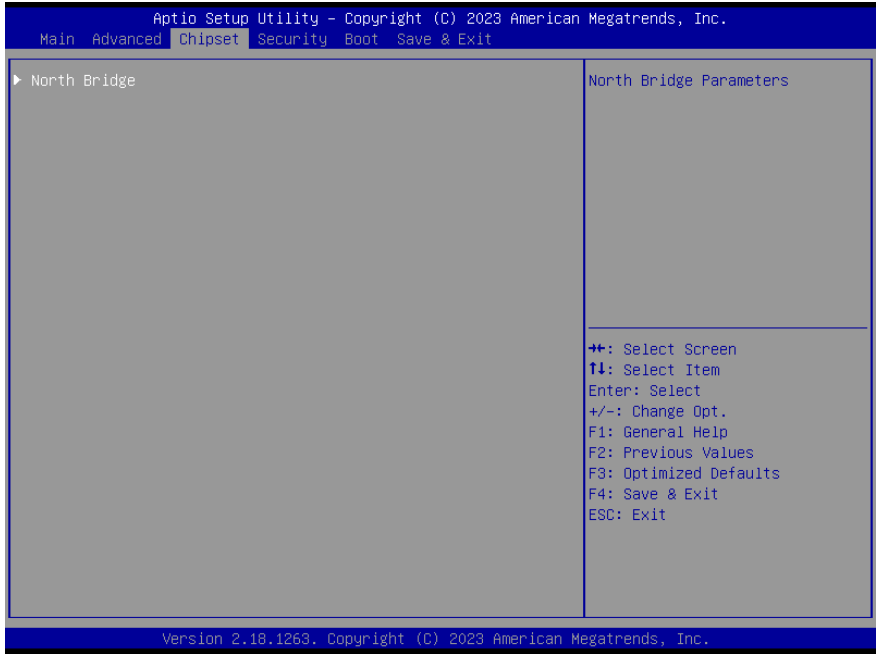 Aptio Setup Utility – Copyright (C) 2023 American Megatrends, Inc.
Main Advanced Chipset Security Boot Save & Exit
▶ North Bridge
North Bridge Parameters
→←: Select Screen
↑↓: Select Item
Enter: Select
+/-: Change Opt.
F1: General Help
F2: Previous Values
F3: Optimized Defaults
F4: Save & Exit
ESC: Exit
Version 2.18.1263. Copyright (C) 2023 American Megatrends, Inc.